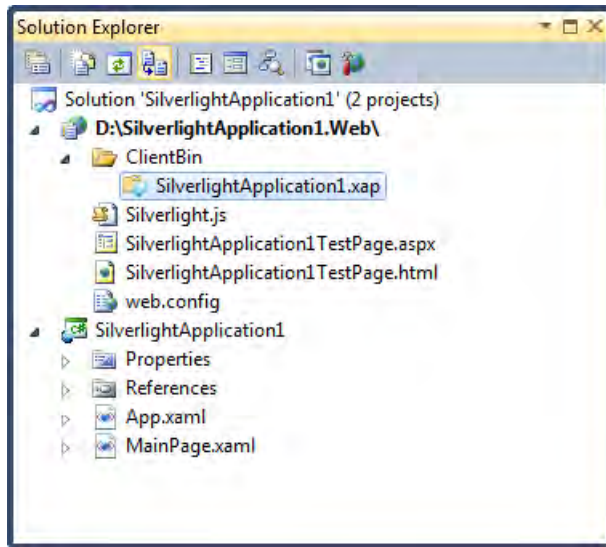 Solution Explorer
Solution 'SilverlightApplication1' (2 projects)
D:\SilverlightApplication1.Web\
ClientBin
SilverlightApplication1.xap
Silverlight.js
SilverlightApplication1TestPage.aspx
SilverlightApplication1TestPage.html
web.config
SilverlightApplication1
Properties
References
App.xaml
MainPage.xaml